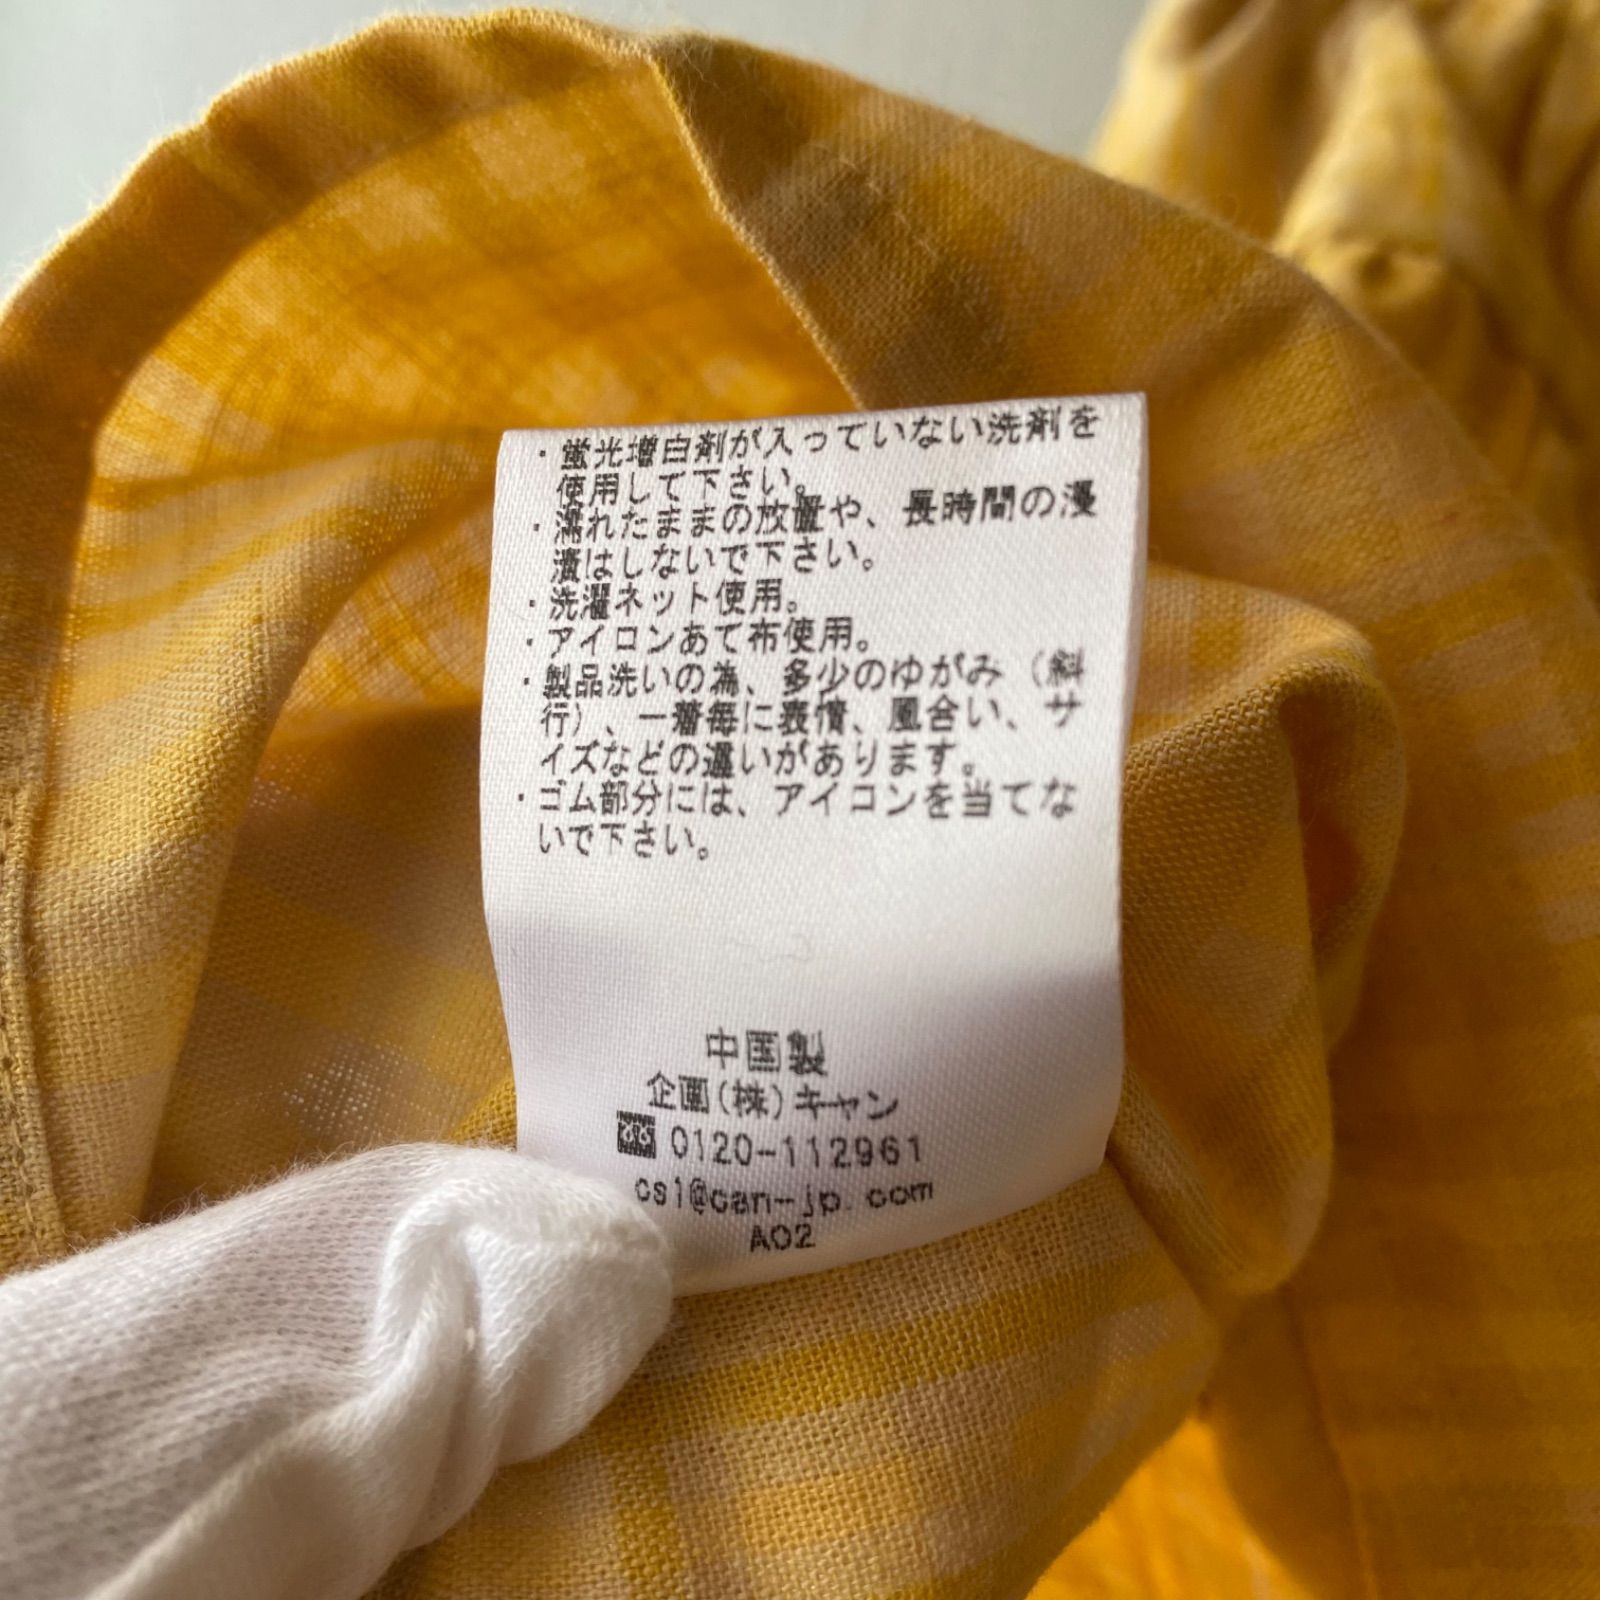 ・蛍光増白剤が入っていない洗剤を
使用して下さい。
・濡れたままの放置や、長時間の浸
漬はしないで下さい。
・洗濯ネット使用。
・アイロンあて布使用。
・製品洗いの為、多少のゆがみ（斜
行）、一着毎に表情、風合い、サ
イズなどの違いがあります。
・ゴム部分には、アイロンを当てな
いで下さい。
中国製
企画(株)キャン
0120-112961
cs1@can-jp.com
A02